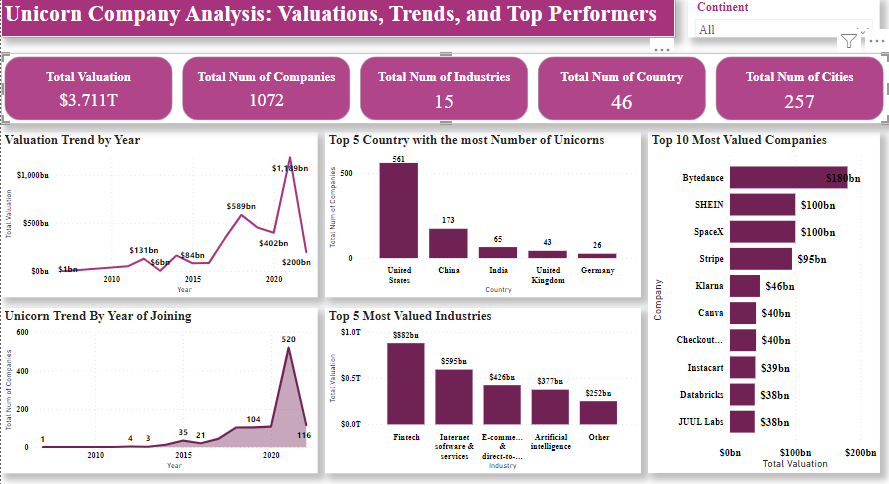 Unicorn Company Analysis: Valuations, Trends, and Top Performers
Continent
All
Total Valuation
$3.711T
Total Num of Companies
1072
Total Num of Industries
15
Total Num of Country
46
Total Num of Cities
257
Valuation Trend by Year
Total Valuation
$1,000bn
$500bn
$0bn
$1bn
$131bn
$6bn
$84bn
$589bn
$402bn
$1,189bn
$200bn
2010
2015
2020
Year
Top 5 Country with the most Number of Unicorns
Total Num of Companies
500
0
561
173
65
43
26
United
States
China
India
United
Kingdom
Germany
Country
Top 10 Most Valued Companies
Company
Bytedance
$180bn
SHEIN
$100bn
SpaceX
$100bn
Stripe
$95bn
Klarna
$46bn
Canva
$40bn
Checkout...
$40bn
Instacart
$39bn
Databricks
$38bn
JUUL Labs
$38bn
$0bn
$100bn
$200bn
Total Valuation
Unicorn Trend By Year of Joining
Total Num of Companies
600
400
200
0
1
4
3
35
21
104
520
116
2010
2015
2020
Year
Top 5 Most Valued Industries
Total Valuation
$1.0T
$0.5T
$0.0T
$882bn
$595bn
$426bn
$377bn
$252bn
Fintech
Internet
software &
services
E-comme...
&
direct-to-...
Artificial
intelligence
Other
Industry